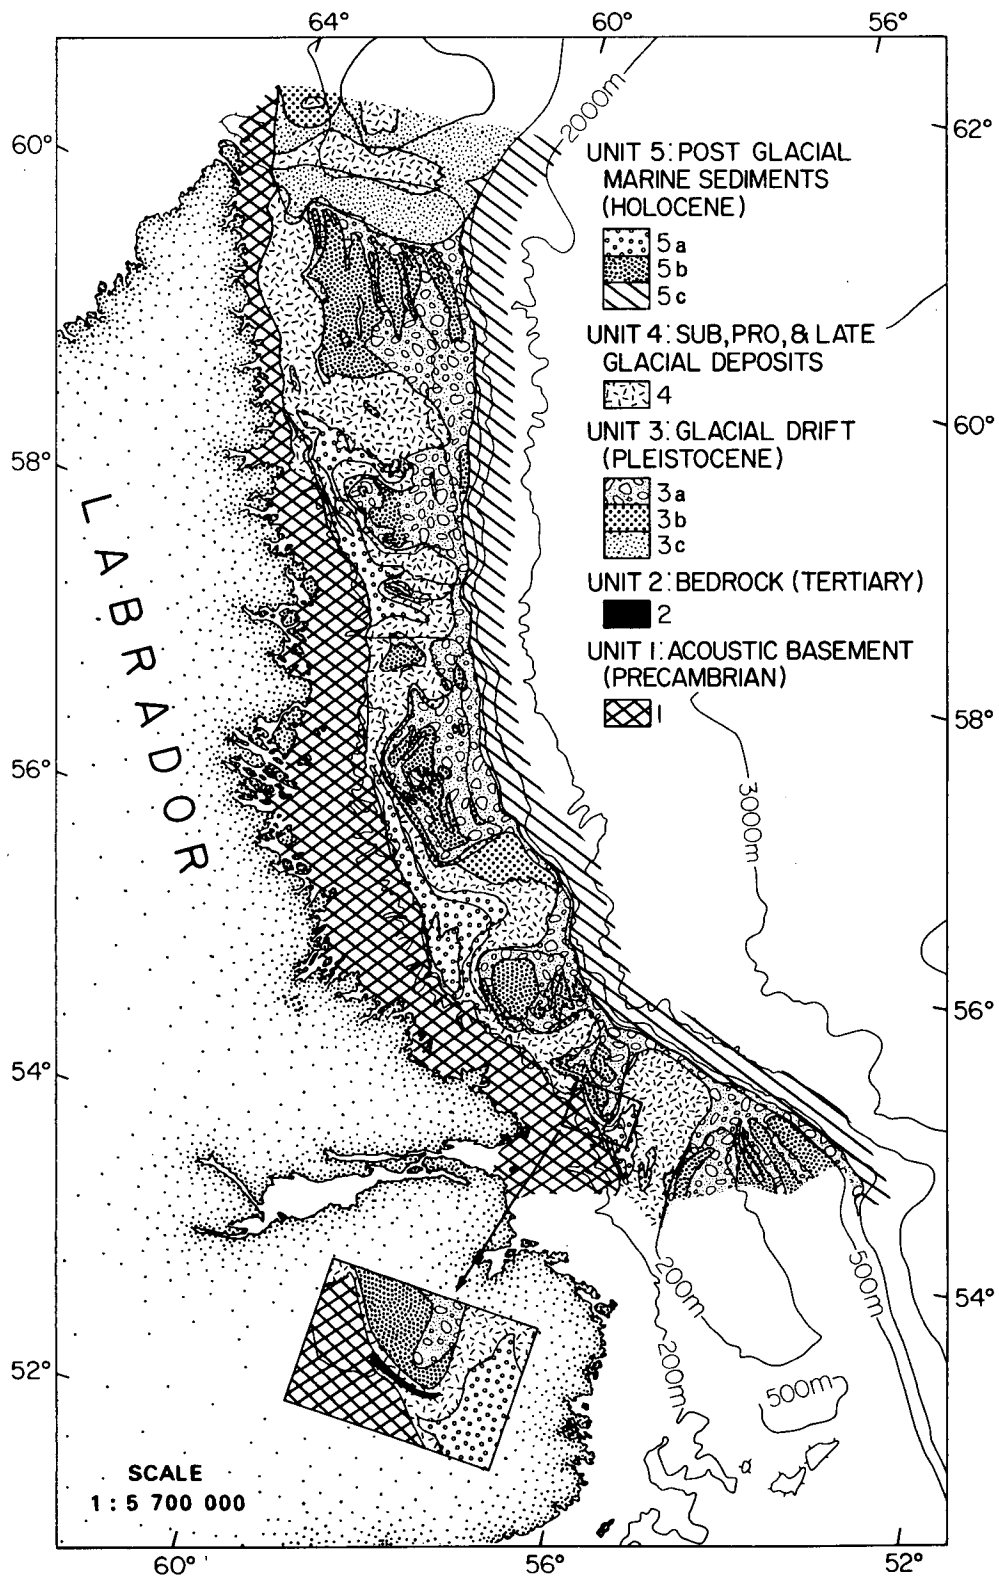 64°
60°
56°
60°
58°
56°
54°
52°
62°
60°
58°
56°
54°
60°
56°
52°
2000m
UNIT 5: POST GLACIAL
MARINE SEDIMENTS
(HOLOCENE)
5a
5b
5c
UNIT 4: SUB, PRO, & LATE
GLACIAL DEPOSITS
4
UNIT 3: GLACIAL DRIFT
(PLEISTOCENE)
3a
3b
3c
UNIT 2: BEDROCK (TERTIARY)
2
UNIT 1: ACOUSTIC BASEMENT
(PRECAMBRIAN)
1
LABRADOR
3000m
200m
500m
200m
500m
SCALE
1 : 5 700 000